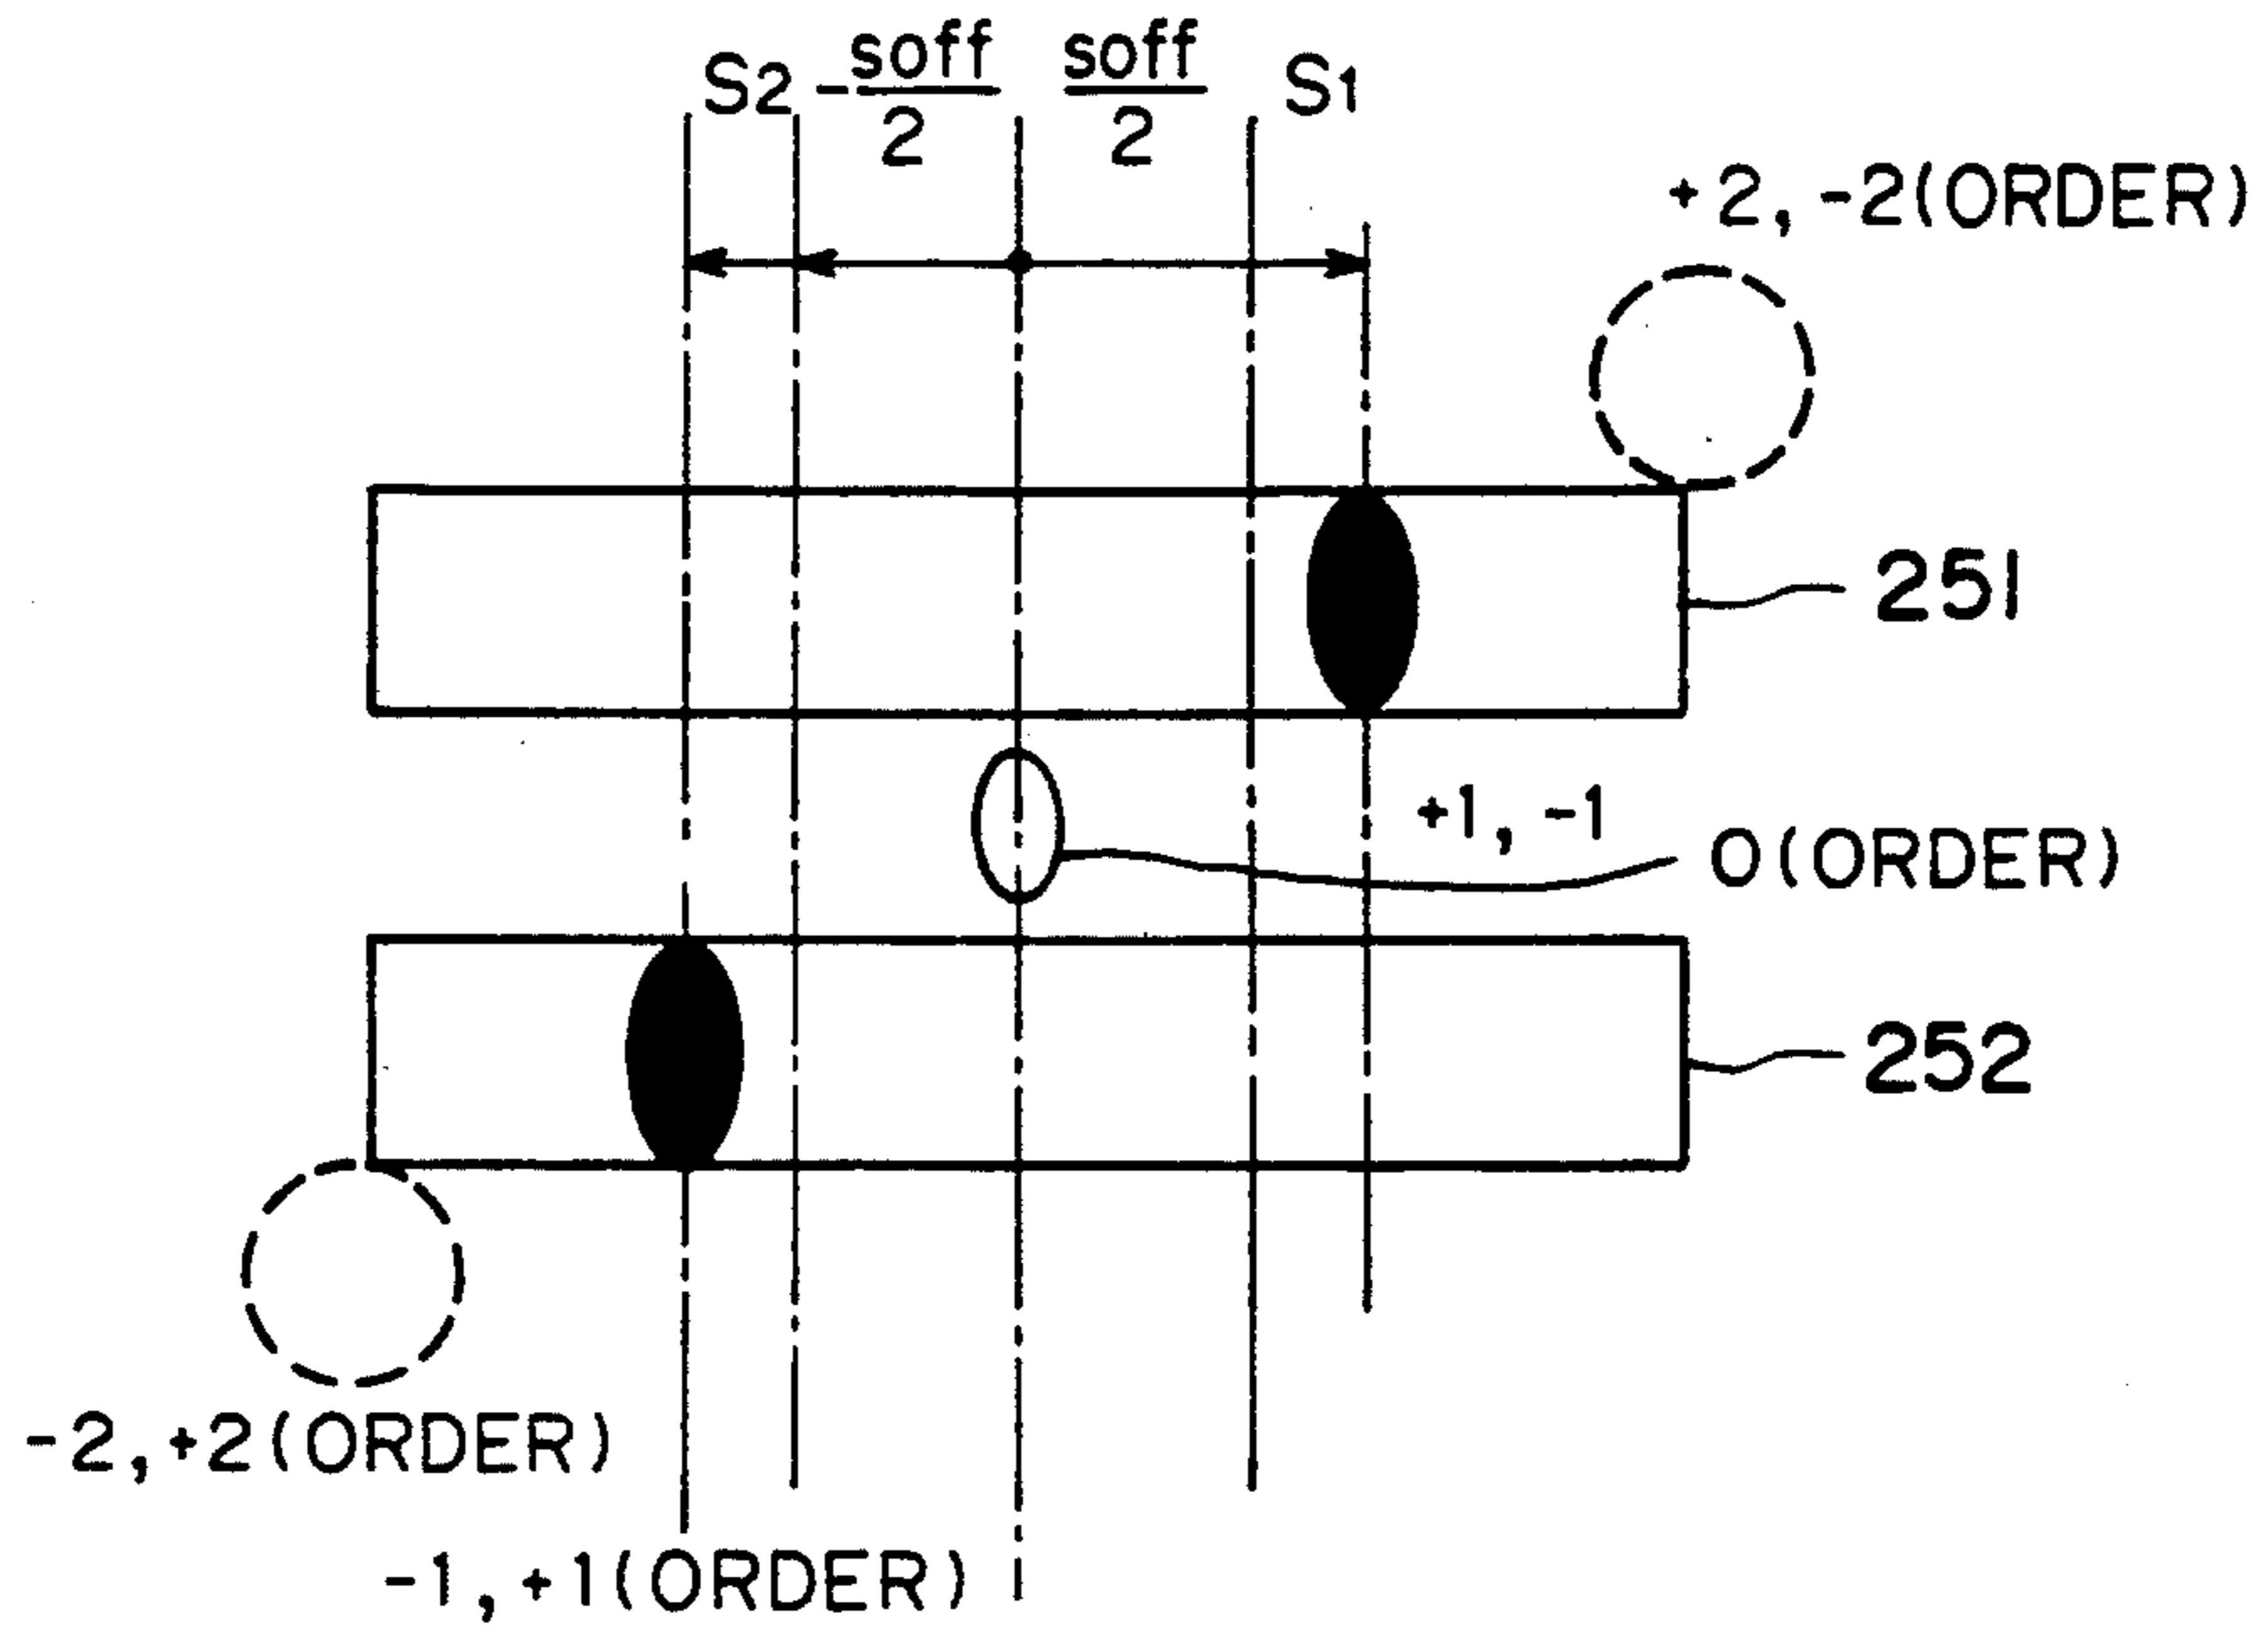 S2 -soff/2 soff/2 S1
+2, -2(ORDER)
251
+1, -1
0(ORDER)
252
-2, +2(ORDER)
-1, +1(ORDER)